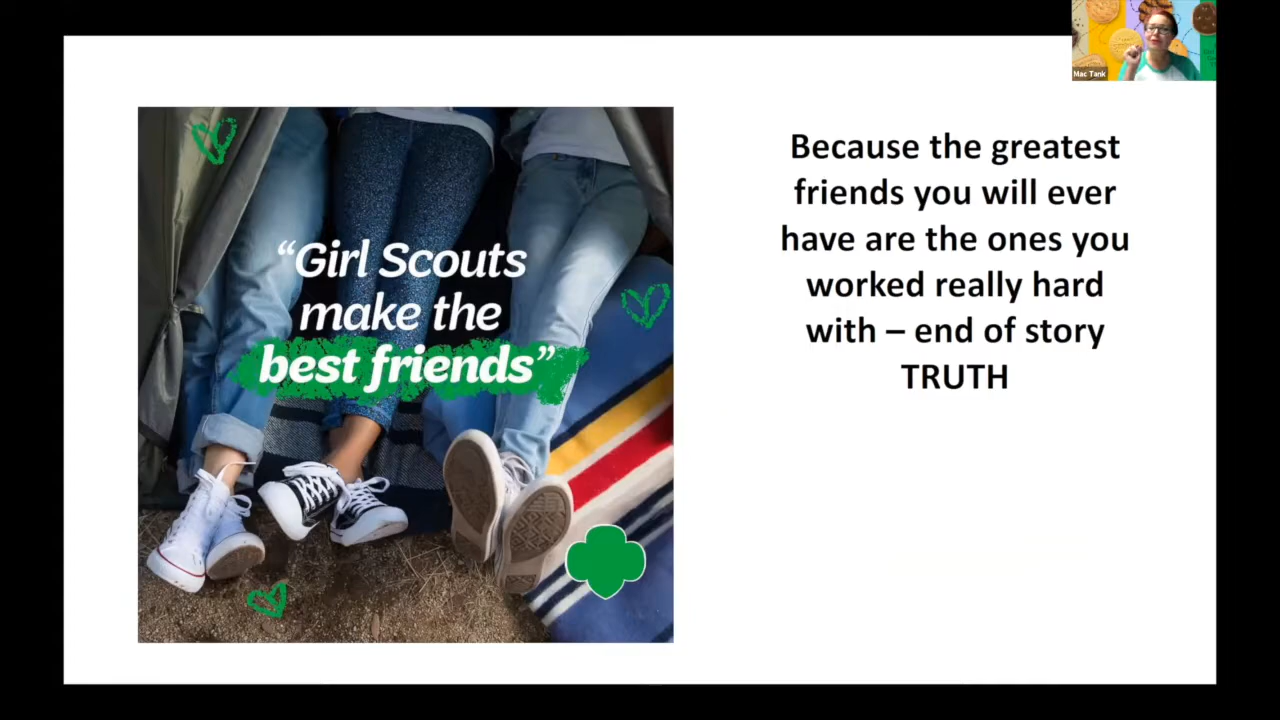 Mac Tank
“Girl Scouts
make the
best friends”
Because the greatest
friends you will ever
have are the ones you
worked really hard
with – end of story
TRUTH